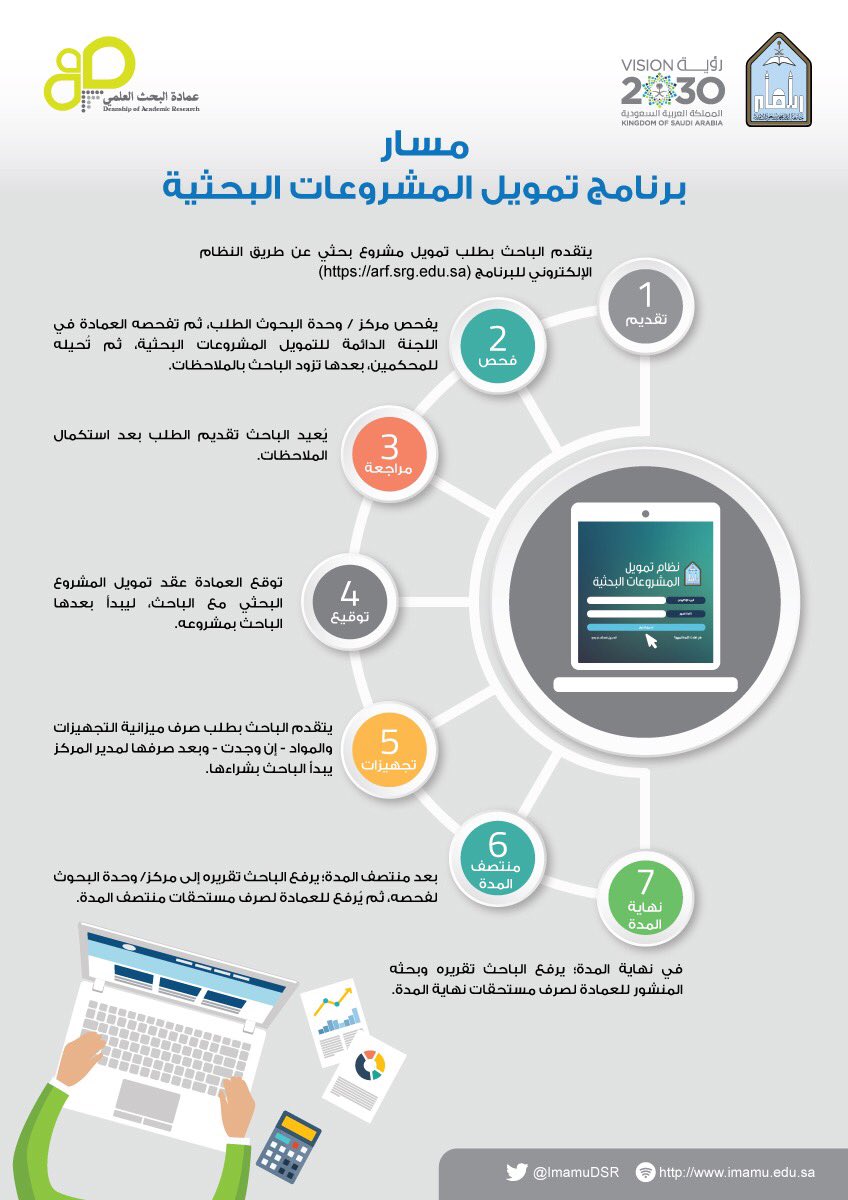 عمادة البحث العلمي
Deanship of Academic Research
VISION رؤيـــة
2030
المملكة العربية السعودية
KINGDOM OF SAUDI ARABIA
مسار
برنامج تمويل المشروعات البحثية
1
تقديم
يتقدم الباحث بطلب تمويل مشروع بحثي عن طريق النظام
الإلكتروني للبرنامج (https://arf.srg.edu.sa)
2
فحص
يفحص مركز / وحدة البحوث الطلب، ثم تفحصه العمادة في
اللجنة الدائمة للتمويل المشروعات البحثية، ثم تُحيله
للمحكمين، بعدها تزود الباحث بالملاحظات.
3
مراجعة
يُعيد الباحث تقديم الطلب بعد استكمال
الملاحظات.
4
توقيع
توقع العمادة عقد تمويل المشروع
البحثي مع الباحث، ليبدأ بعدها
الباحث بمشروعه.
نظام تمويل
المشروعات البحثية
5
تجهيزات
يتقدم الباحث بطلب صرف ميزانية التجهيزات
والمواد - إن وجدت - وبعد صرفها لمدير المركز
يبدأ الباحث بشراءها.
6
منتصف
المدة
بعد منتصف المدة؛ يرفع الباحث تقريره إلى مركز/ وحدة البحوث
لفحصه، ثم يُرفع للعمادة لصرف مستحقات منتصف المدة.
7
نهاية
المدة
في نهاية المدة؛ يرفع الباحث تقريره وبحثه
المنشور للعمادة لصرف مستحقات نهاية المدة.
@ImamuDSR
http://www.imamu.edu.sa